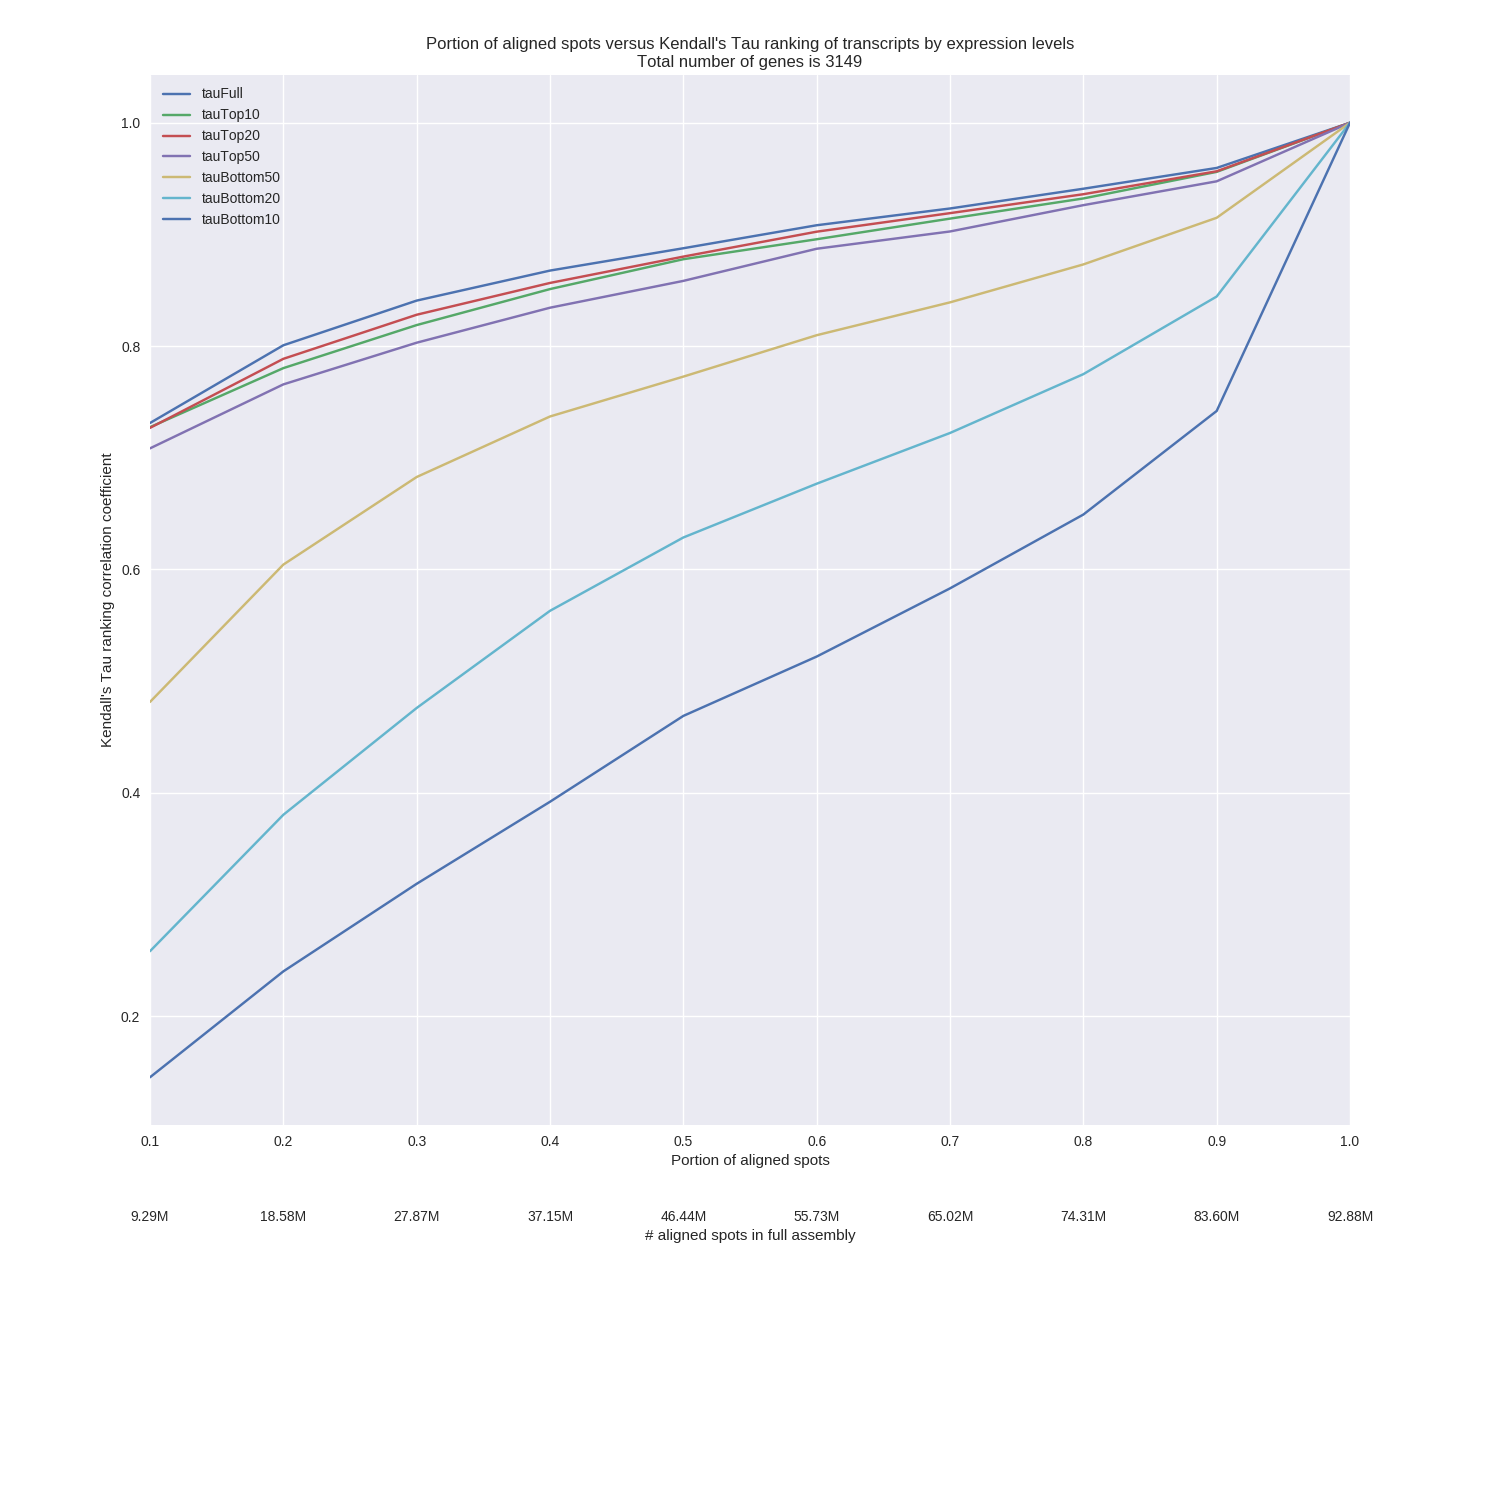 Portion of aligned spots versus Kendall's Tau ranking of transcripts by expression levels
Total number of genes is 3149
tauFull
tauTop10
tauTop20
tauTop50
tauBottom50
tauBottom20
tauBottom10
1.0
0.8
0.6
0.4
0.2
Kendall's Tau ranking correlation coefficient
0.1 0.2 0.3 0.4 0.5 0.6 0.7 0.8 0.9 1.0
Portion of aligned spots
9.29M 18.58M 27.87M 37.15M 46.44M 55.73M 65.02M 74.31M 83.60M 92.88M
# aligned spots in full assembly